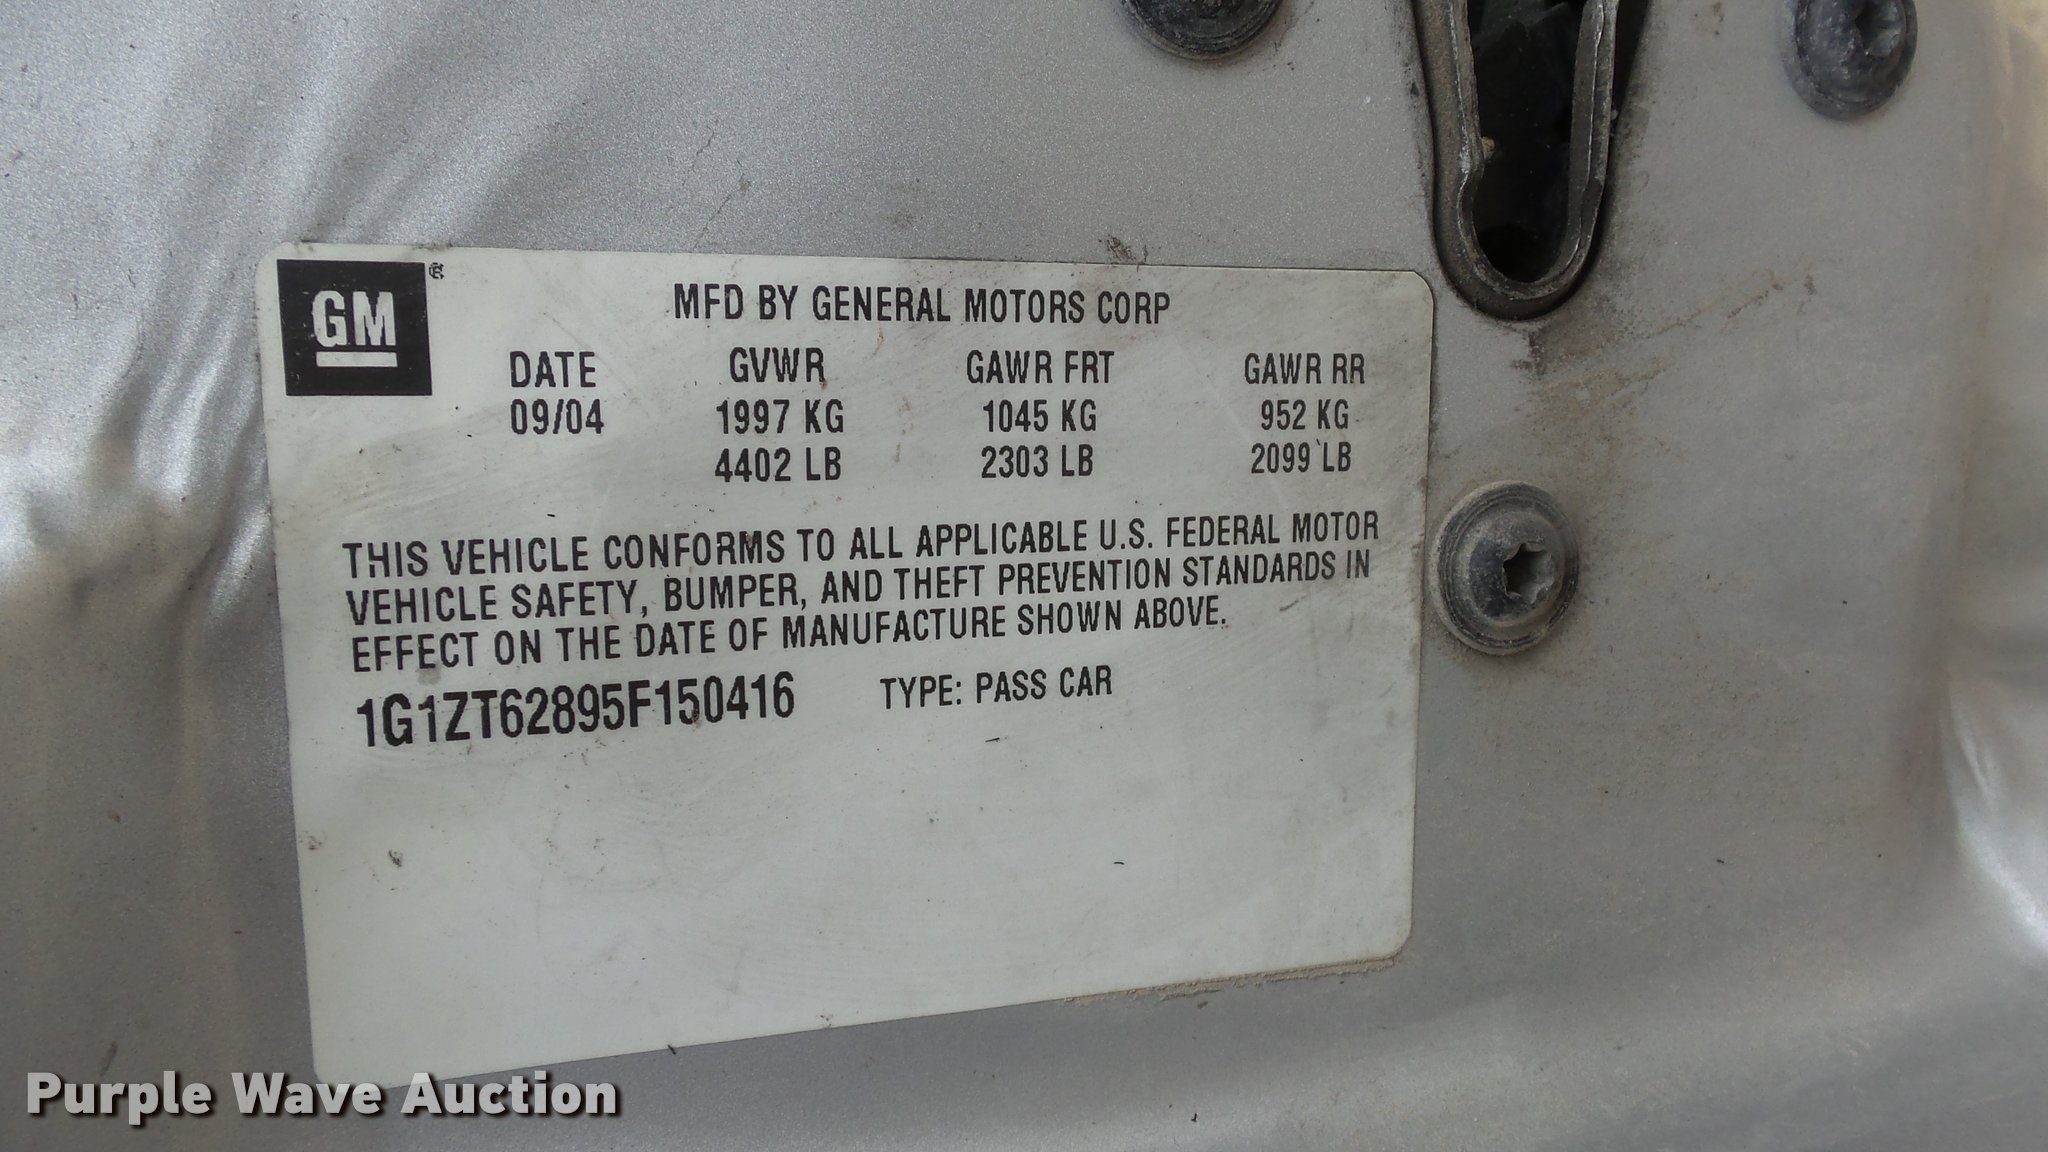 GM
MFD BY GENERAL MOTORS CORP
DATE GVWR GAWR FRT GAWR RR
09/04 1997 KG 1045 KG 952 KG
4402 LB 2303 LB 2099 LB
THIS VEHICLE CONFORMS TO ALL APPLICABLE U.S. FEDERAL MOTOR
VEHICLE SAFETY, BUMPER, AND THEFT PREVENTION STANDARDS IN
EFFECT ON THE DATE OF MANUFACTURE SHOWN ABOVE.
1G1ZT62895F150416 TYPE: PASS CAR
Purple Wave Auction